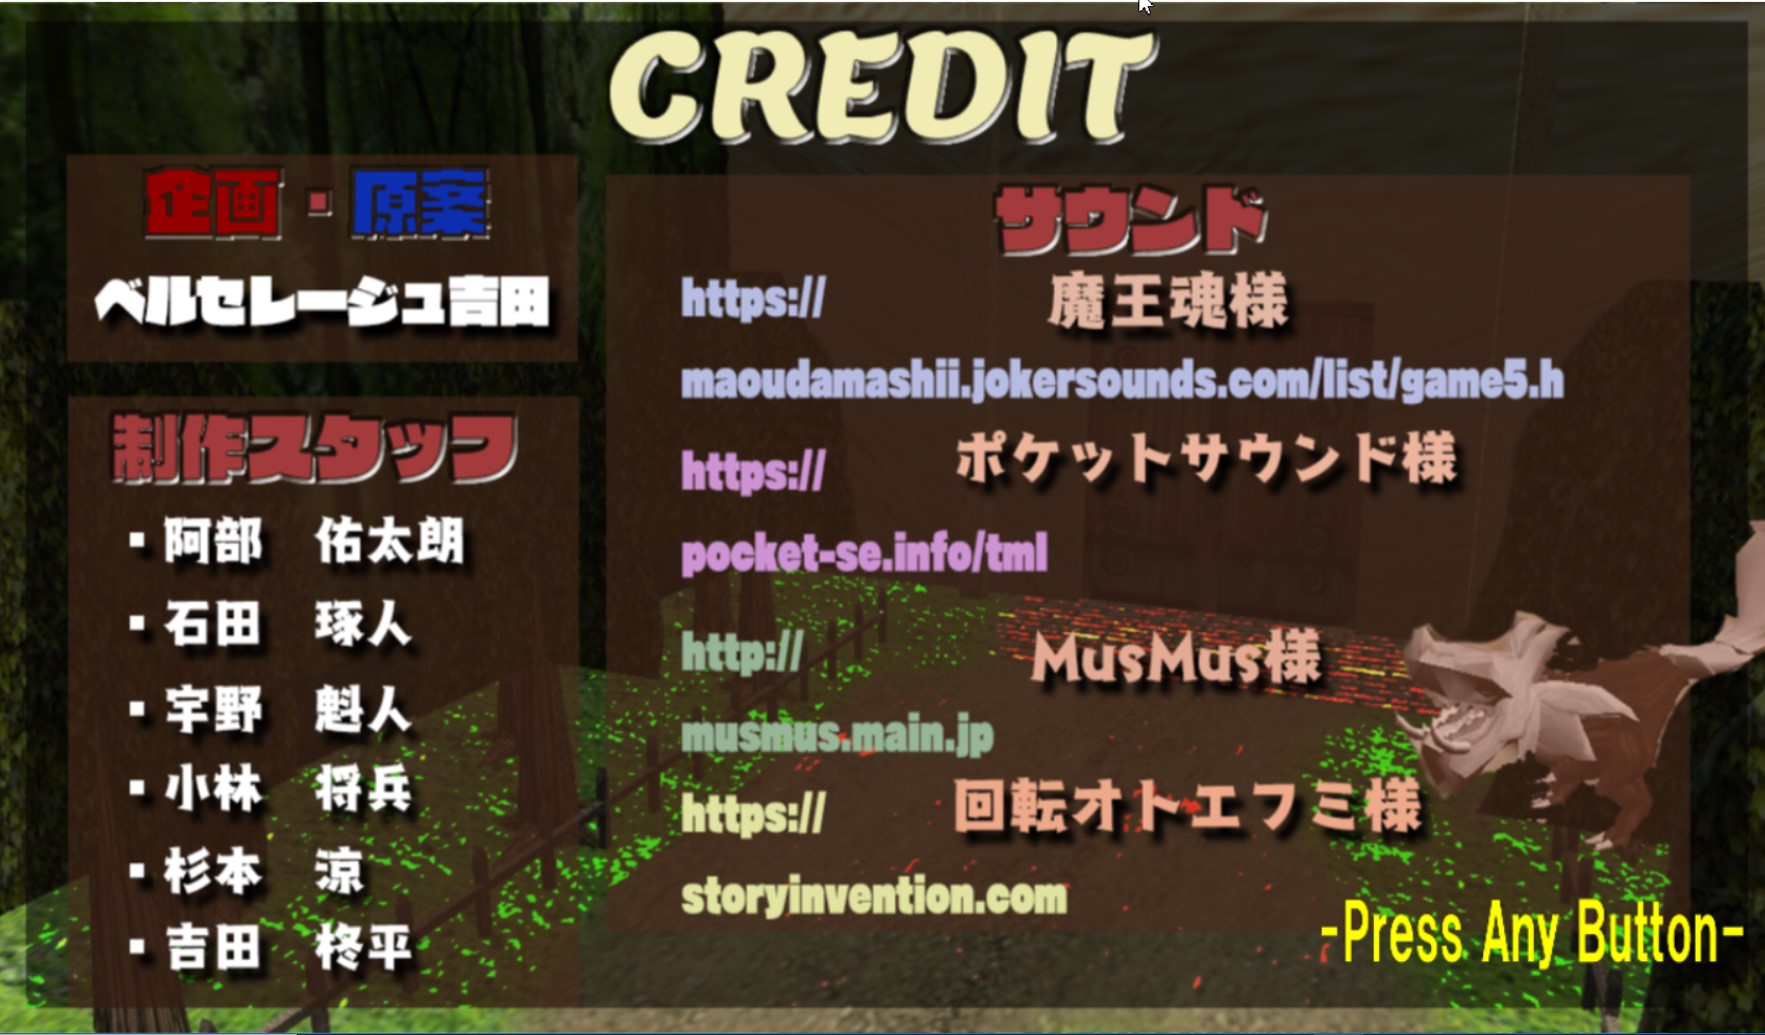 CREDIT
企画・原案
ベルセレージュ吉田
制作スタッフ
・阿部　佑太朗
・石田　琢人
・宇野　魁人
・小林　将兵
・杉本　涼
・吉田　柊平
サウンド
https://　魔王魂様
maoudamashii.jokersounds.com/list/game5.h
https://　ポケットサウンド様
pocket-se.info/tml
http://　MusMus様
musmus.main.jp
https://　回転オトエフミ様
storyinvention.com
-Press Any Button-